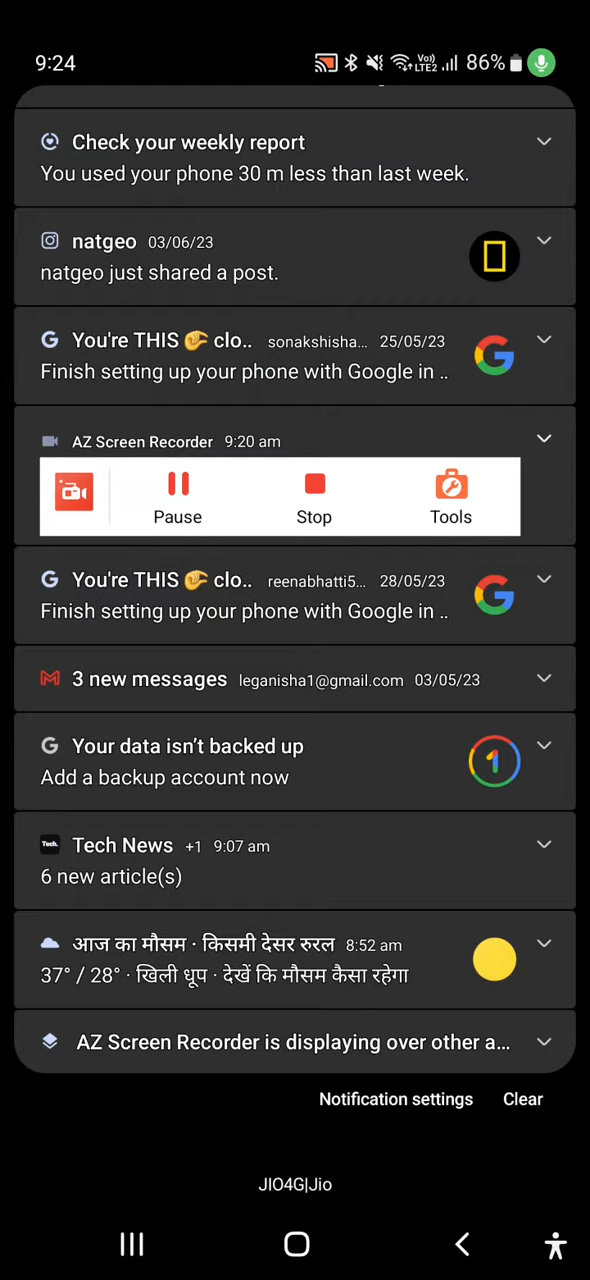 9:24 Vo)) LTE2 86%
Check your weekly report
You used your phone 30 m less than last week.
natgeo 03/06/23
natgeo just shared a post.
You're THIS 🤏 clo.. sonakshisha... 25/05/23
Finish setting up your phone with Google in ..
AZ Screen Recorder 9:20 am
Pause Stop Tools
You're THIS 🤏 clo.. reenabhatti5... 28/05/23
Finish setting up your phone with Google in ..
3 new messages leganisha1@gmail.com 03/05/23
Your data isn't backed up
Add a backup account now
Tech. Tech News +1 9:07 am
6 new article(s)
आज का मौसम · किसमी देसर रुरल 8:52 am
37° / 28° · खिली धूप · देखें कि मौसम कैसा रहेगा
AZ Screen Recorder is displaying over other a...
Notification settings Clear
JIO4G|Jio